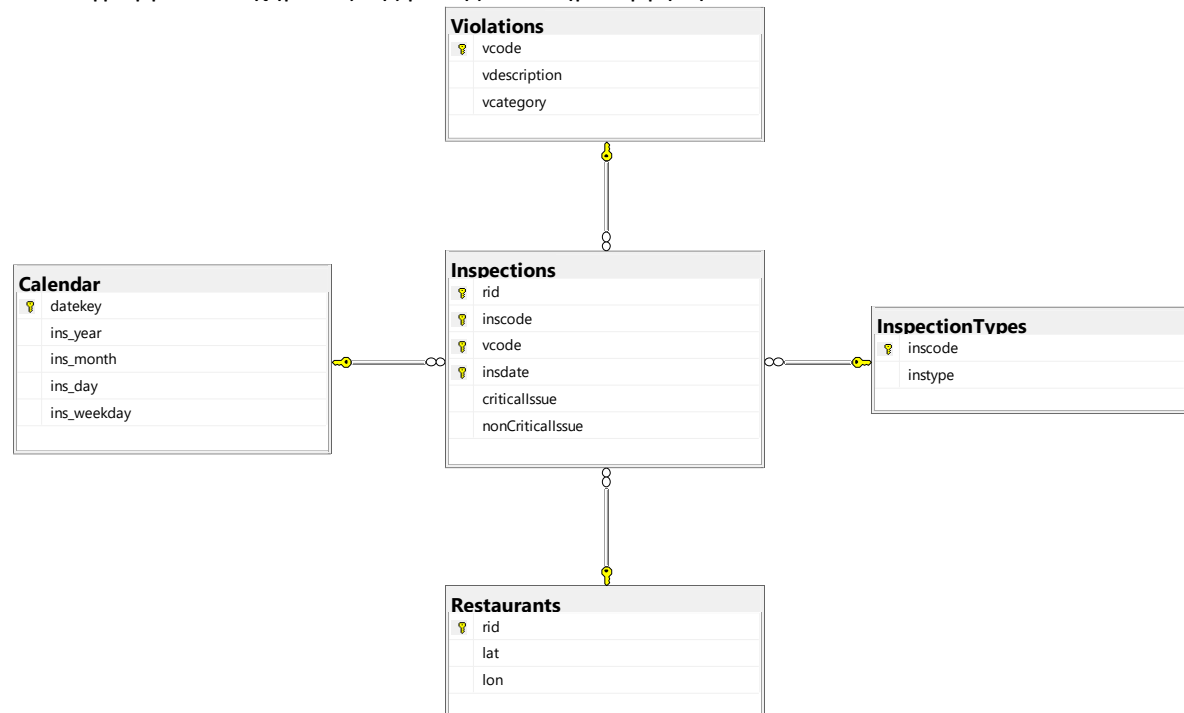 Violations
vcode
vdescription
vcategory
Calendar
datekey
ins_year
ins_month
ins_day
ins_weekday
Inspections
rid
inscode
vcode
insdate
criticalIssue
nonCriticalIssue
InspectionTypes
inscode
instype
Restaurants
rid
lat
lon